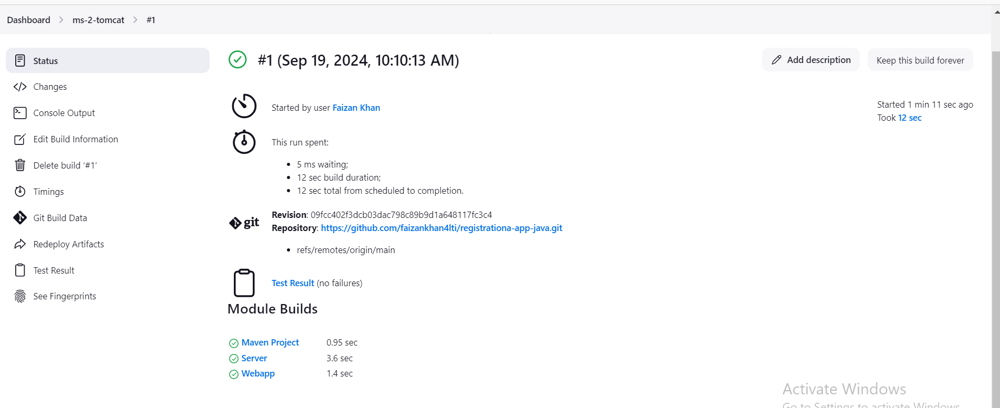 Dashboard > ms-2-tomcat > #1
Status
Changes
Console Output
Edit Build Information
Delete build ‘#1’
Timings
Git Build Data
Redeploy Artifacts
Test Result
See Fingerprints
#1 (Sep 19, 2024, 10:10:13 AM)
Add description
Keep this build forever
Started by user Faizan Khan
Started 1 min 11 sec ago
Took 12 sec
This run spent:
• 5 ms waiting;
• 12 sec build duration;
• 12 sec total from scheduled to completion.
git
Revision: 09fcc402f3dcb03dac798c89b9d1a648117fc3c4
Repository: https://github.com/faizankhan4lti/registrationa-app-java.git
• refs/remotes/origin/main
Test Result (no failures)
Module Builds
Maven Project 0.95 sec
Server 3.6 sec
Webapp 1.4 sec
Activate Windows
Go to Settings to activate Windows.